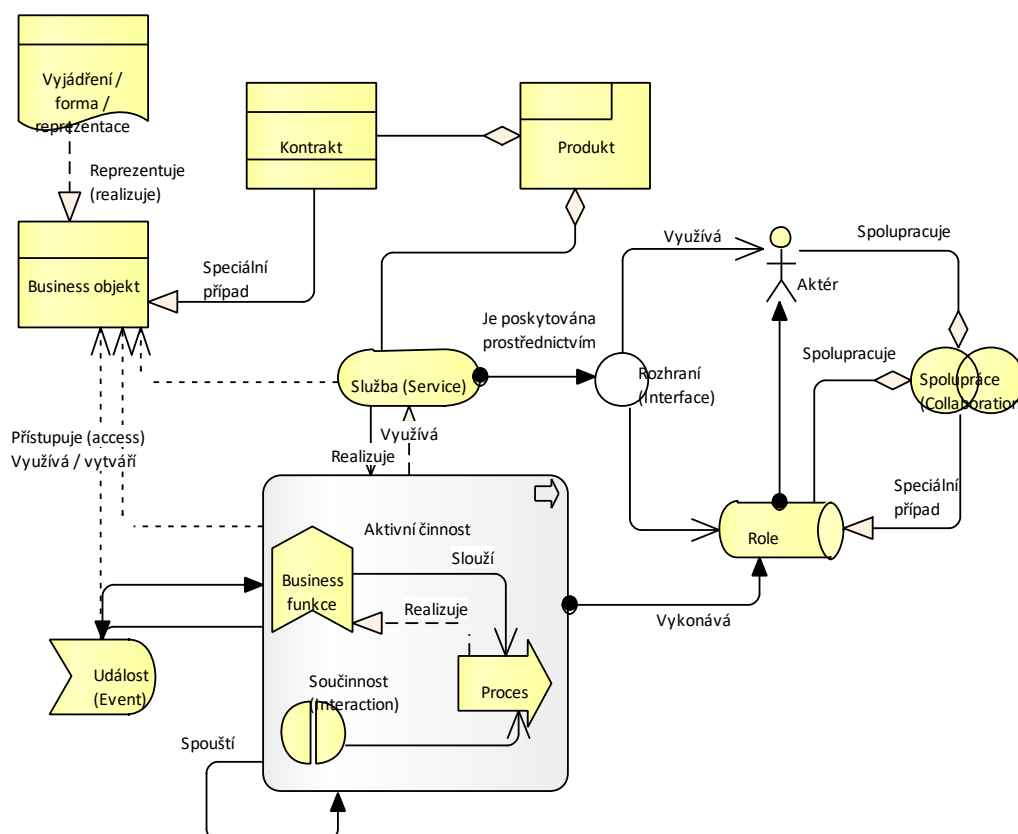 Vyjádření /
forma /
reprezentace
Kontrakt
Produkt
Reprezentuje
(realizuje)
Business objekt
Speciální
případ
Využívá
Spolupracuje
Aktér
Je poskytována
prostřednictvím
Spolupracuje
Služba (Service)
Rozhraní
(Interface)
Spolupráce
(Collaboration
Přístupuje (access)
Využívá / vytváří
Využívá
Realizuje
Speciální
případ
Role
Aktivní činnost
Slouží
Business
funkce
Realizuje
Vykonává
Událost
(Event)
Součinnost
(Interaction)
Proces
Spouští